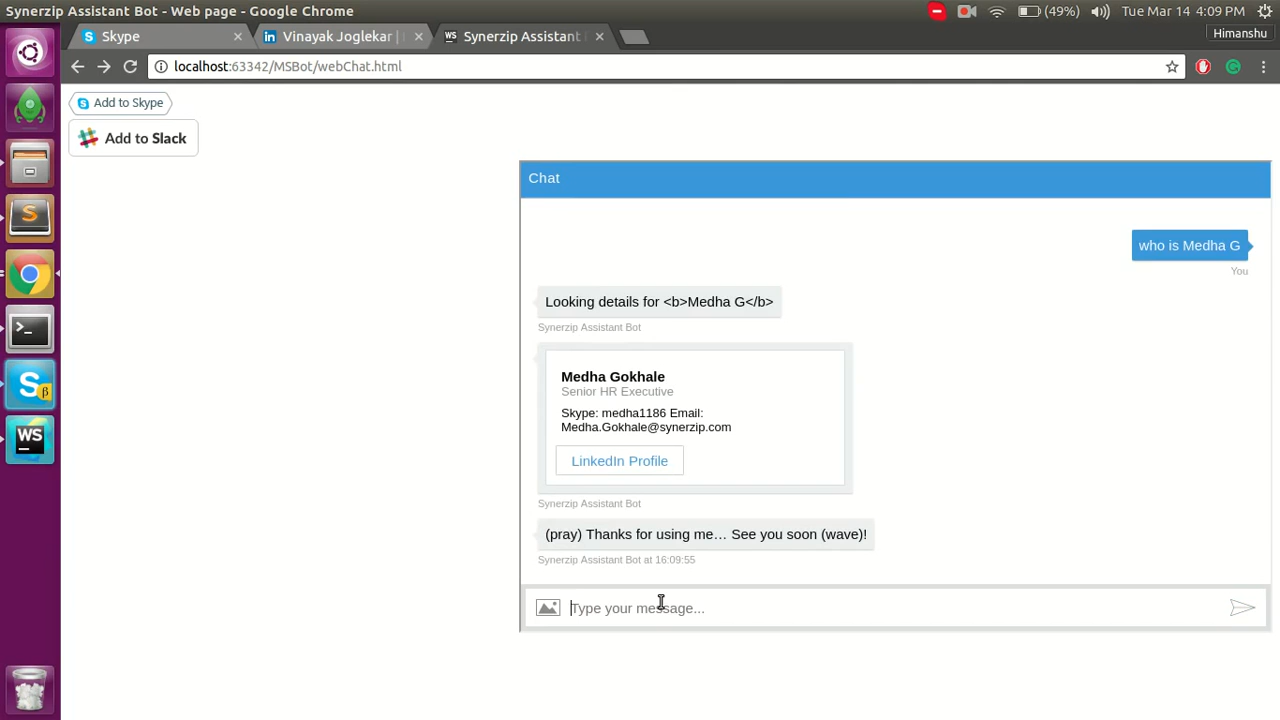 Synerzip Assistant Bot - Web page - Google Chrome
(49%)
Tue Mar 14 4:09 PM
Skype
Vinayak Joglekar |
Synerzip Assistant
Himanshu
localhost:63342/MSBot/webChat.html
Add to Skype
Add to Slack
Chat
who is Medha G
You
Looking details for <b>Medha G</b>
Synerzip Assistant Bot
Medha Gokhale
Senior HR Executive
Skype: medha1186 Email:
Medha.Gokhale@synerzip.com
LinkedIn Profile
Synerzip Assistant Bot
(pray) Thanks for using me… See you soon (wave)!
Synerzip Assistant Bot at 16:09:55
Type your message...